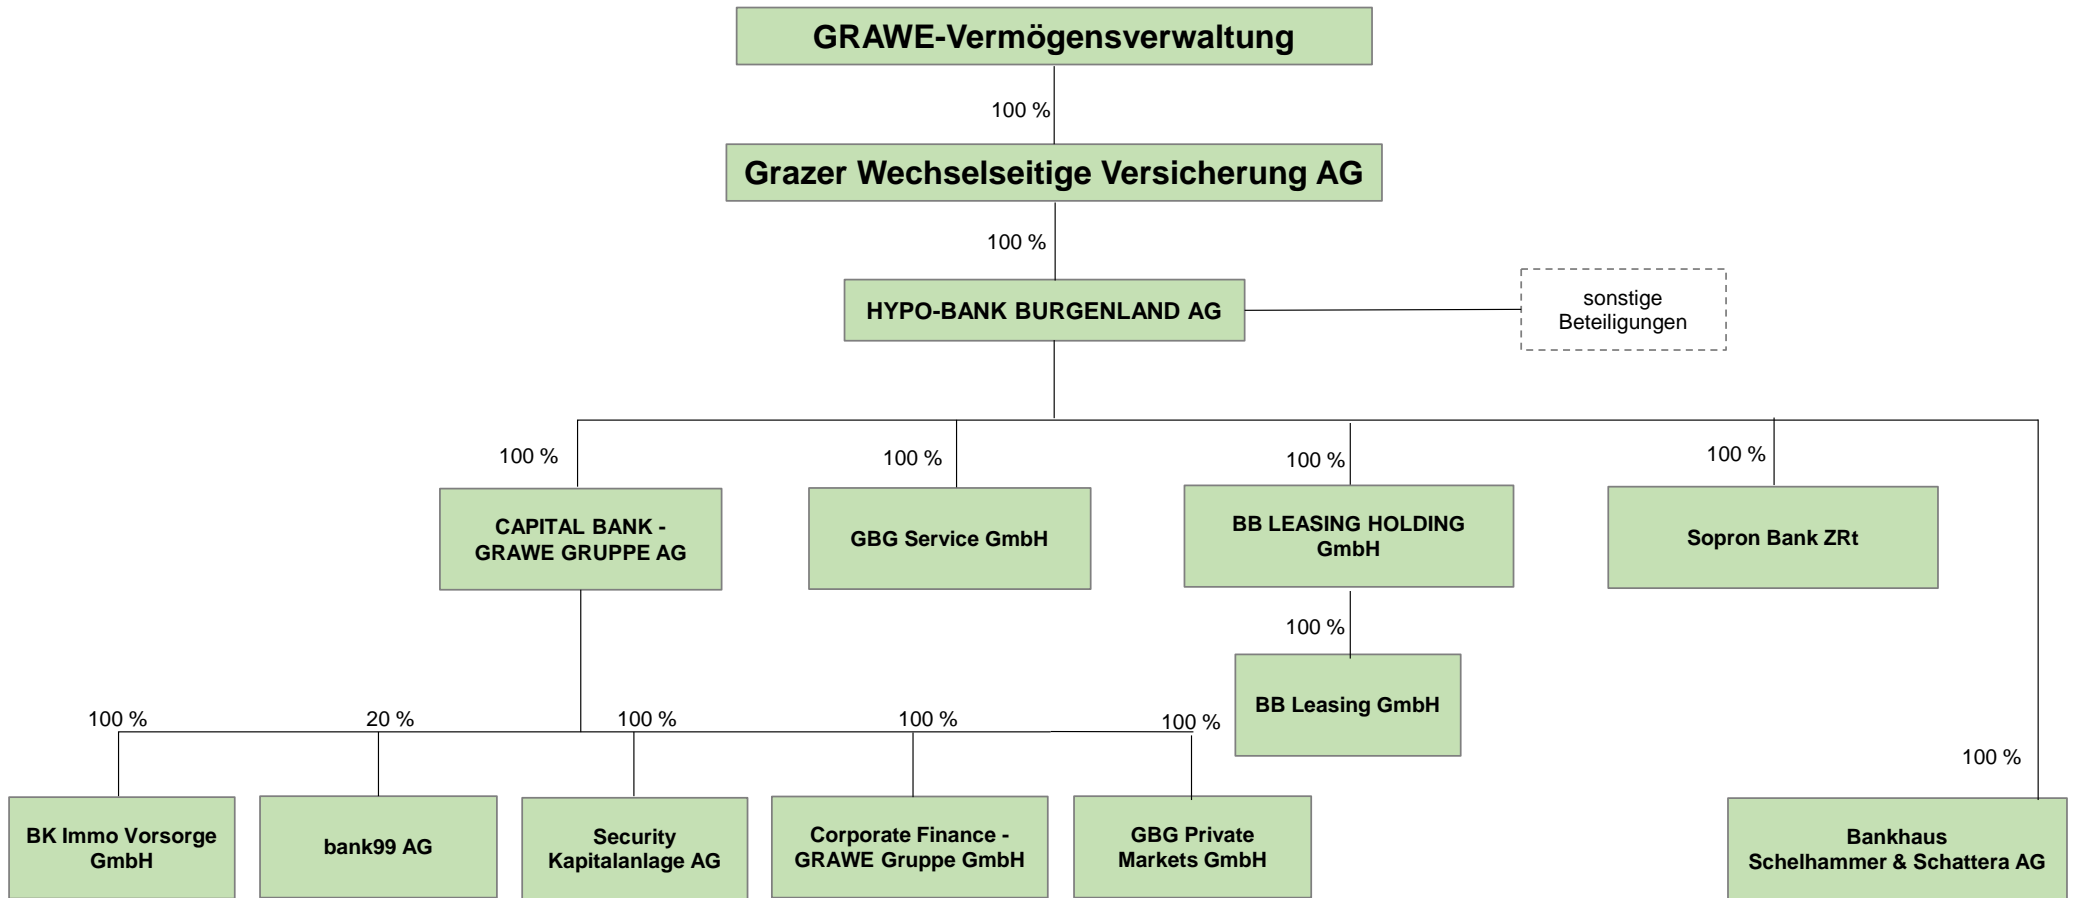 GRAWE-Vermögensverwaltung
100 %
Grazer Wechselseitige Versicherung AG
100 %
HYPO-BANK BURGENLAND AG
sonstige
Beteiligungen
100 %
100 %
100 %
100 %
CAPITAL BANK -
GRAWE GRUPPE AG
GBG Service GmbH
BB LEASING HOLDING
GmbH
Sopron Bank ZRt
100 %
BB Leasing GmbH
100 %
20 %
100 %
100 %
100 %
100 %
BK Immo Vorsorge
GmbH
bank99 AG
Security
Kapitalanlage AG
Corporate Finance -
GRAWE Gruppe GmbH
GBG Private
Markets GmbH
Bankhaus
Schelhammer & Schattera AG